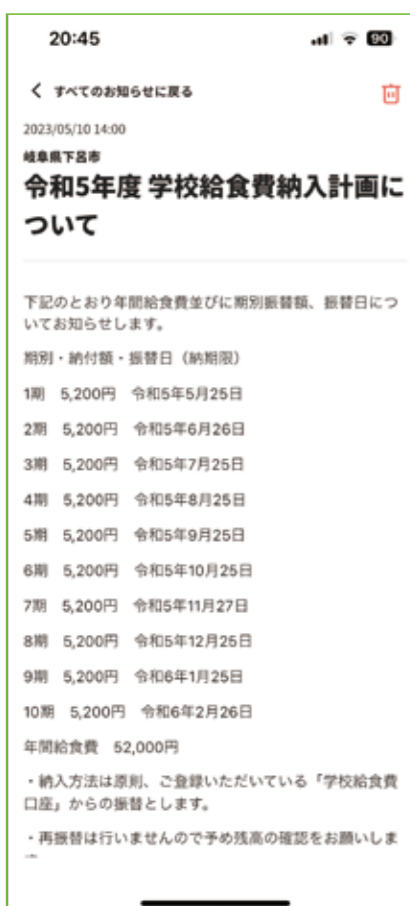 20:45
90
すべてのお知らせに戻る
2023/05/10 14:00
岐阜県下呂市
令和5年度 学校給食費納入計画に
ついて
下記のとおり年間給食費並びに期別振替額、振替日につ
いてお知らせします。
期別・納付額・振替日（納期限）
1期　5,200円　令和5年5月25日
2期　5,200円　令和5年6月26日
3期　5,200円　令和5年7月25日
4期　5,200円　令和5年8月25日
5期　5,200円　令和5年9月25日
6期　5,200円　令和5年10月25日
7期　5,200円　令和5年11月27日
8期　5,200円　令和5年12月25日
9期　5,200円　令和6年1月25日
10期　5,200円　令和6年2月26日
年間給食費　52,000円
・納入方法は原則、ご登録いただいている「学校給食費
口座」からの振替とします。
・再振替は行いませんので予め残高の確認をお願いしま